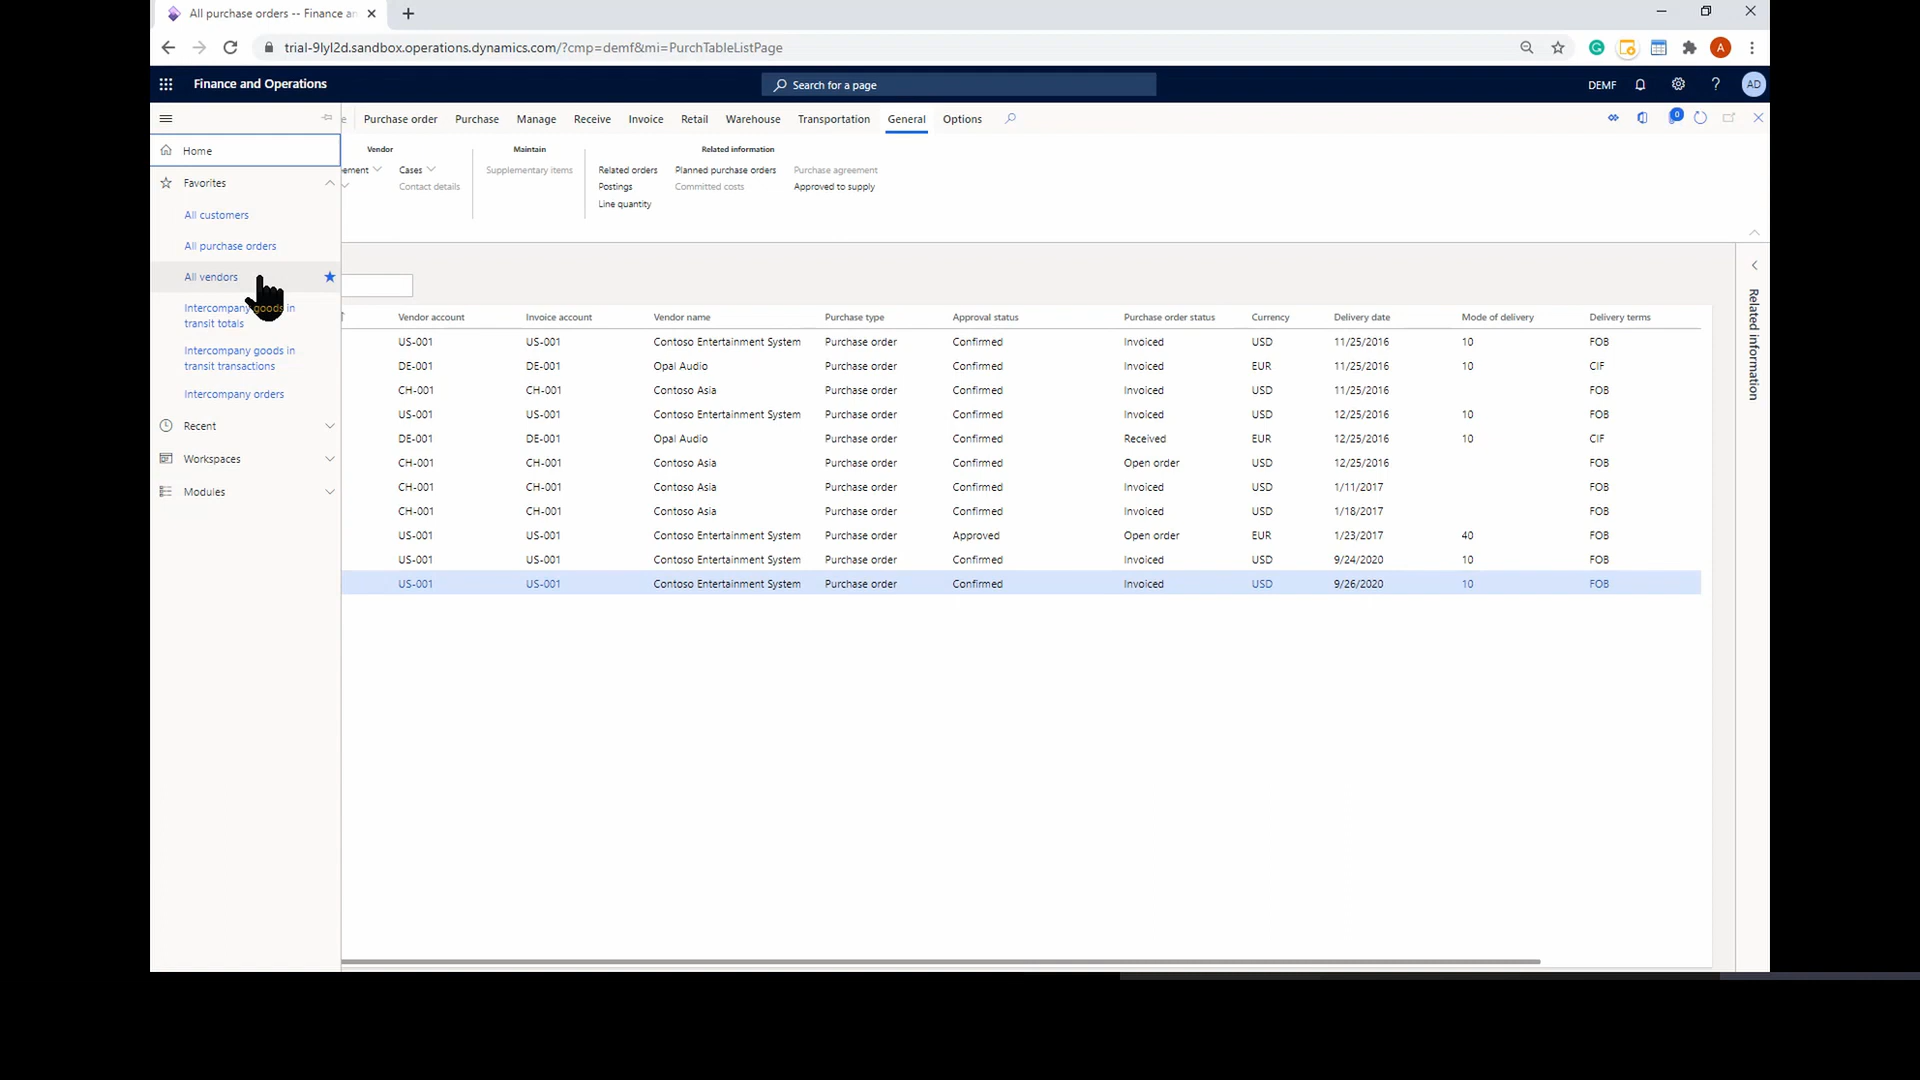 All purchase orders -- Finance an
trial-9lyl2d.sandbox.operations.dynamics.com/?cmp=demf&mi=PurchTableListPage
A
Finance and Operations
Search for a page
DEMF
?
AD
Purchase order Purchase Manage Receive Invoice Retail Warehouse Transportation General Options
0
Home
Favorites
All customers
All purchase orders
All vendors
Intercompany goods in
transit totals
Intercompany goods in
transit transactions
Intercompany orders
Recent
Workspaces
Modules
Vendor
ement Cases
Contact details
Maintain
Supplementary items
Related information
Related orders Planned purchase orders Purchase agreement
Postings Committed costs Approved to supply
Line quantity
Related information
Vendor account Invoice account Vendor name Purchase type Approval status Purchase order status Currency Delivery date Mode of delivery Delivery terms
US-001 US-001 Contoso Entertainment System Purchase order Confirmed Invoiced USD 11/25/2016 10 FOB
DE-001 DE-001 Opal Audio Purchase order Confirmed Invoiced EUR 11/25/2016 10 CIF
CH-001 CH-001 Contoso Asia Purchase order Confirmed Invoiced USD 11/25/2016 FOB
US-001 US-001 Contoso Entertainment System Purchase order Confirmed Invoiced USD 12/25/2016 10 FOB
DE-001 DE-001 Opal Audio Purchase order Confirmed Received EUR 12/25/2016 10 CIF
CH-001 CH-001 Contoso Asia Purchase order Confirmed Open order USD 12/25/2016 FOB
CH-001 CH-001 Contoso Asia Purchase order Confirmed Invoiced USD 1/11/2017 FOB
CH-001 CH-001 Contoso Asia Purchase order Confirmed Invoiced USD 1/18/2017 FOB
US-001 US-001 Contoso Entertainment System Purchase order Approved Open order EUR 1/23/2017 40 FOB
US-001 US-001 Contoso Entertainment System Purchase order Confirmed Invoiced USD 9/24/2020 10 FOB
US-001 US-001 Contoso Entertainment System Purchase order Confirmed Invoiced USD 9/26/2020 10 FOB